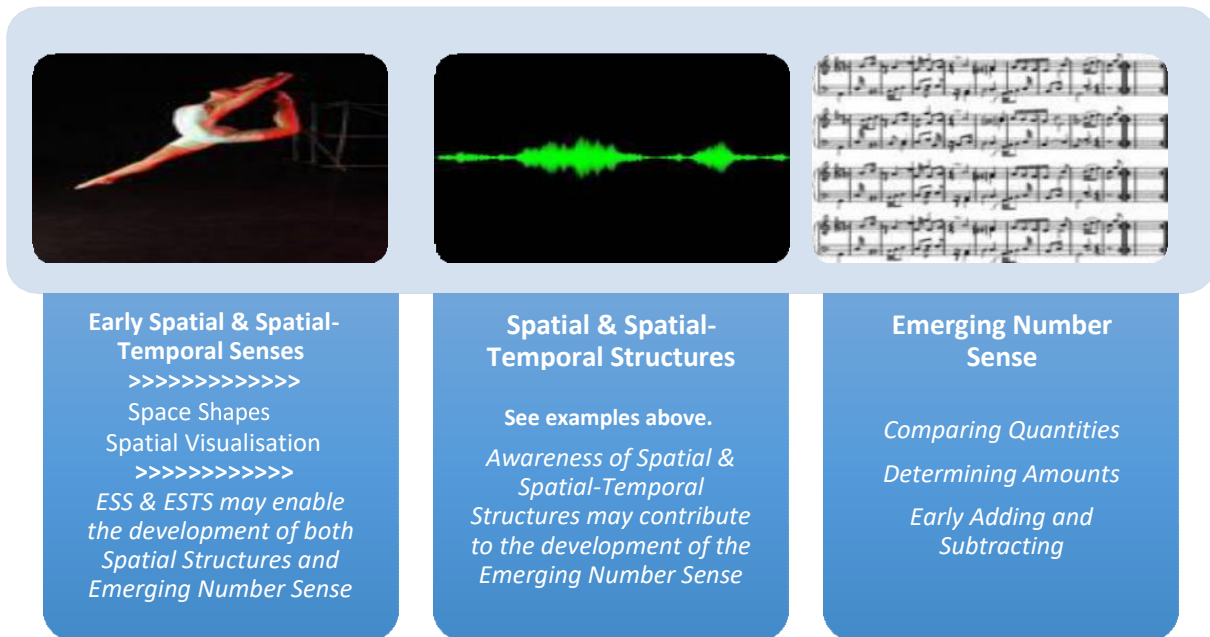 Early Spatial & Spatial-
Temporal Senses
>>>>>>>>>>>>>
Space Shapes
Spatial Visualisation
>>>>>>>>>>>>
ESS & ESTS may enable
the development of both
Spatial Structures and
Emerging Number Sense
Spatial & Spatial-
Temporal Structures
See examples above.
Awareness of Spatial &
Spatial-Temporal
Structures may contribute
to the development of the
Emerging Number Sense
Emerging Number
Sense
Comparing Quantities
Determining Amounts
Early Adding and
Subtracting